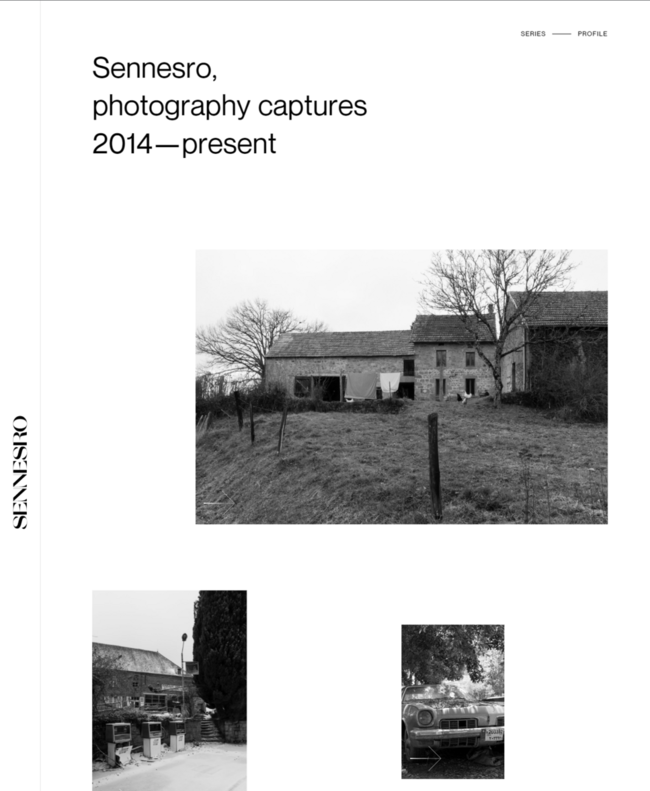 SERIES — PROFILE
Sennesro,
photography captures
2014—present
SENNESRO